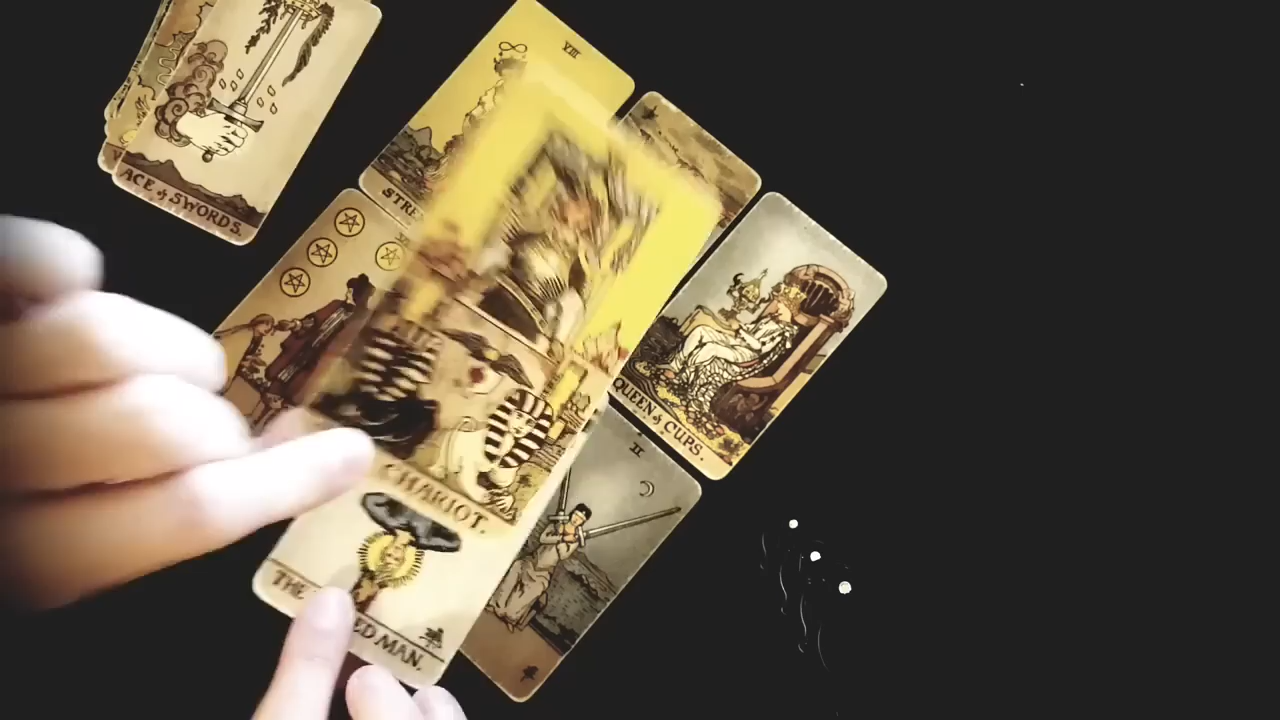 ACE of SWORDS.
VIII
STRE
QUEEN of CUPS.
II
CHARIOT.
THE
ED MAN.